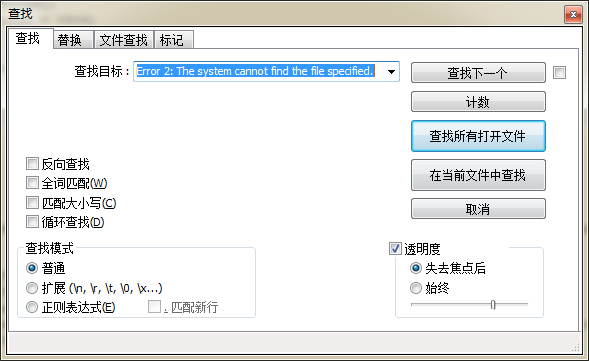 查找
查找 替换 文件查找 标记
查找目标： Error 2: The system cannot find the file specified. 查找下一个
计数
查找所有打开文件
反向查找
全词匹配(W) 在当前文件中查找
匹配大小写(C) 取消
循环查找(D)
查找模式 透明度
普通 失去焦点后
扩展 (\n, \r, \t, \0, \x...) 始终
正则表达式(E) . 匹配新行